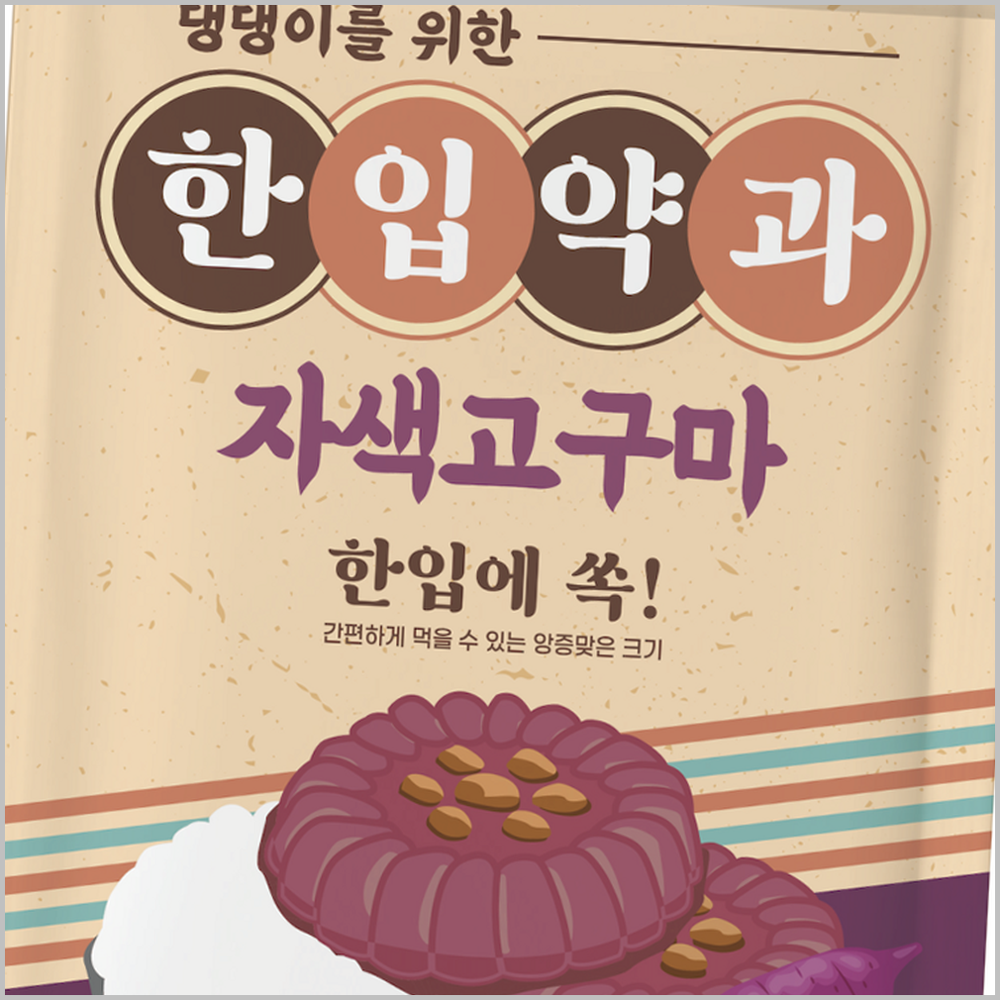 댕댕이를 위한
한입약과
자색고구마
한입에 쏙!
간편하게 먹을 수 있는 앙증맞은 크기